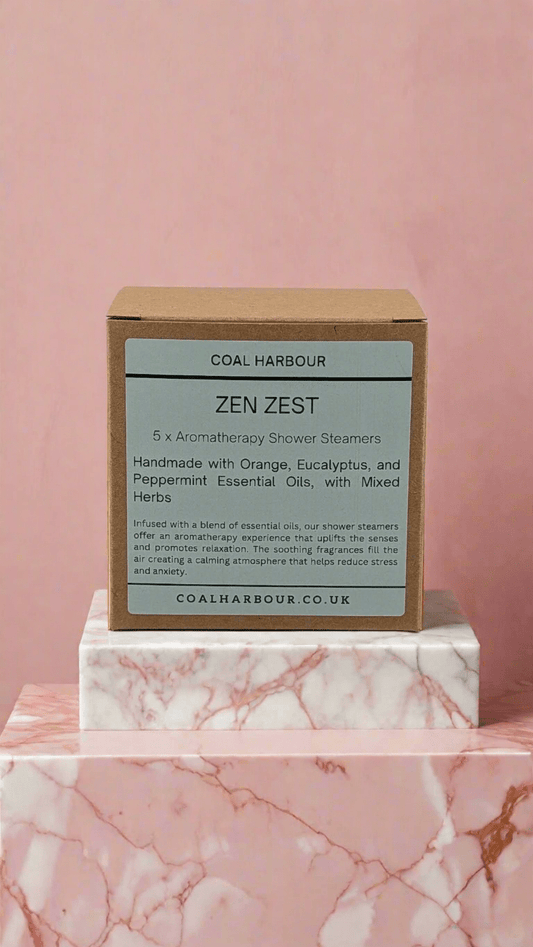 COAL HARBOUR
ZEN ZEST
5 x Aromatherapy Shower Steamers
Handmade with Orange, Eucalyptus, and
Peppermint Essential Oils, with Mixed
Herbs
Infused with a blend of essential oils, our shower steamers
offer an aromatherapy experience that uplifts the senses
and promotes relaxation. The soothing fragrances fill the
air creating a calming atmosphere that helps reduce stress
and anxiety.
COALHARBOUR.CO.UK